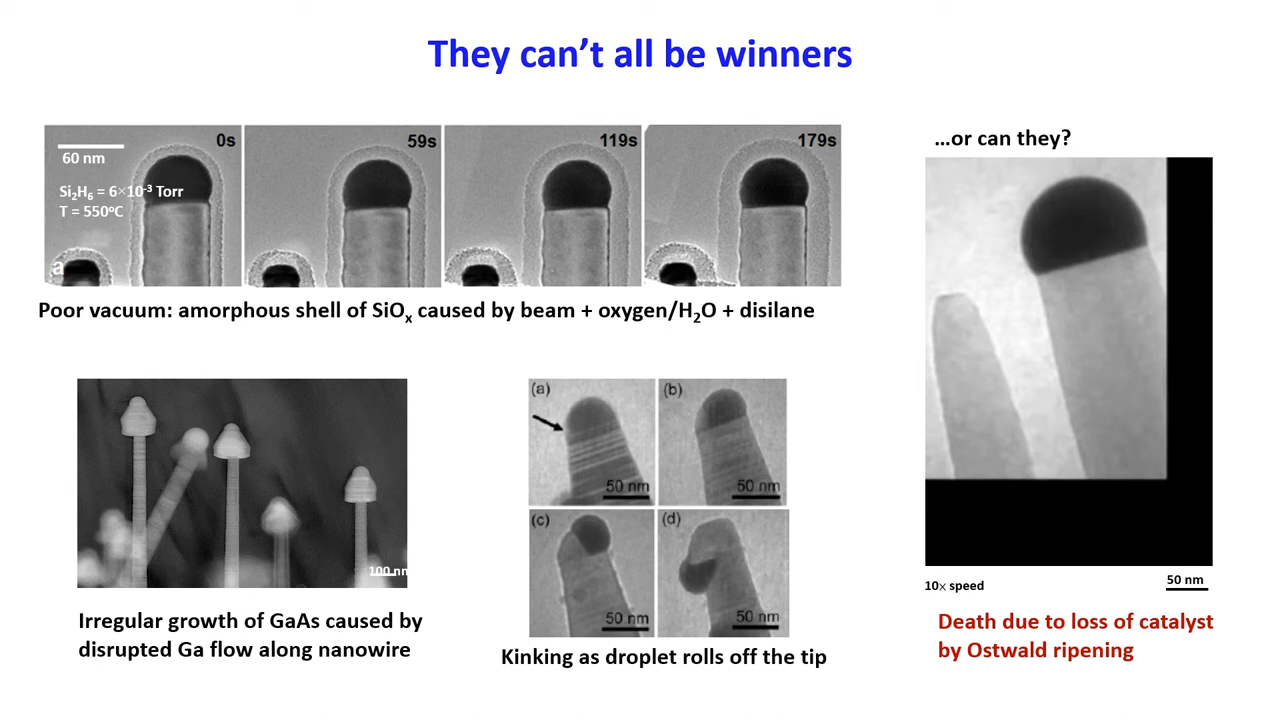 They can't all be winners
0s
59s
119s
179s
60 nm
Si₂H₆ = 6×10⁻³ Torr
T = 550°C
a
Poor vacuum: amorphous shell of SiOₓ caused by beam + oxygen/H₂O + disilane
...or can they?
100 nm
Irregular growth of GaAs caused by
disrupted Ga flow along nanowire
(a)
50 nm
(b)
50 nm
(c)
50 nm
(d)
50 nm
Kinking as droplet rolls off the tip
10× speed
50 nm
Death due to loss of catalyst
by Ostwald ripening